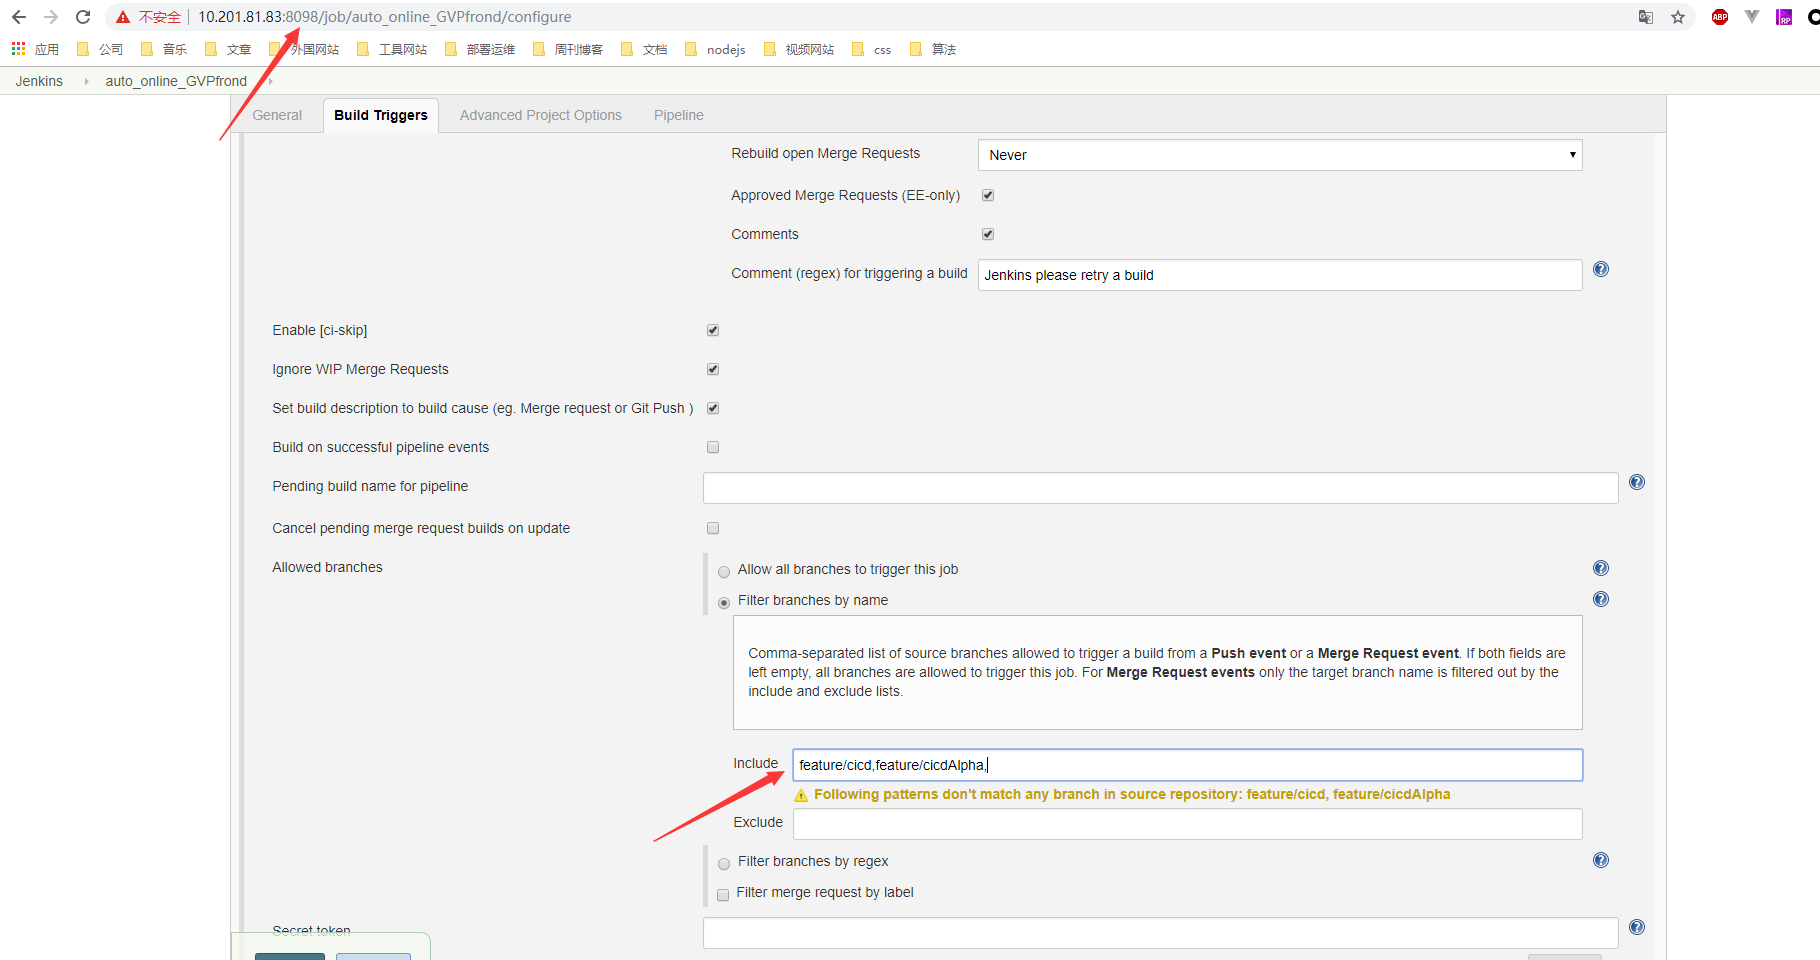 不安全 10.201.81.83:8098/job/auto_online_GVPfrond/configure
ABP
RP
应用 公司 音乐 文章 外国网站 工具网站 部署运维 周刊博客 文档 nodejs 视频网站 css 算法
Jenkins auto_online_GVPfrond
General Build Triggers Advanced Project Options Pipeline
Rebuild open Merge Requests Never
Approved Merge Requests (EE-only)
Comments
Comment (regex) for triggering a build Jenkins please retry a build
Enable [ci-skip]
Ignore WIP Merge Requests
Set build description to build cause (eg. Merge request or Git Push )
Build on successful pipeline events
Pending build name for pipeline
Cancel pending merge request builds on update
Allowed branches
Allow all branches to trigger this job
Filter branches by name
Comma-separated list of source branches allowed to trigger a build from a Push event or a Merge Request event. If both fields are
left empty, all branches are allowed to trigger this job. For Merge Request events only the target branch name is filtered out by the
include and exclude lists.
Include feature/cicd,feature/cicdAlpha,
Following patterns don't match any branch in source repository: feature/cicd, feature/cicdAlpha
Exclude
Filter branches by regex
Filter merge request by label
Secret token